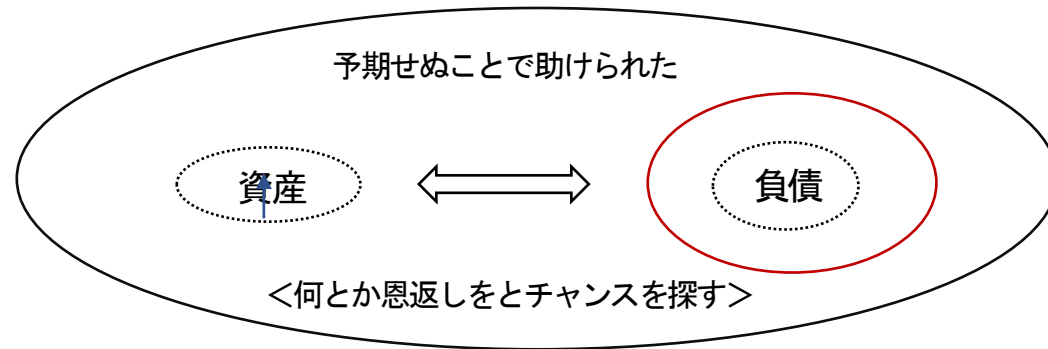 予期せぬことで助けられた
資産
負債
＜何とか恩返しをとチャンスを探す＞